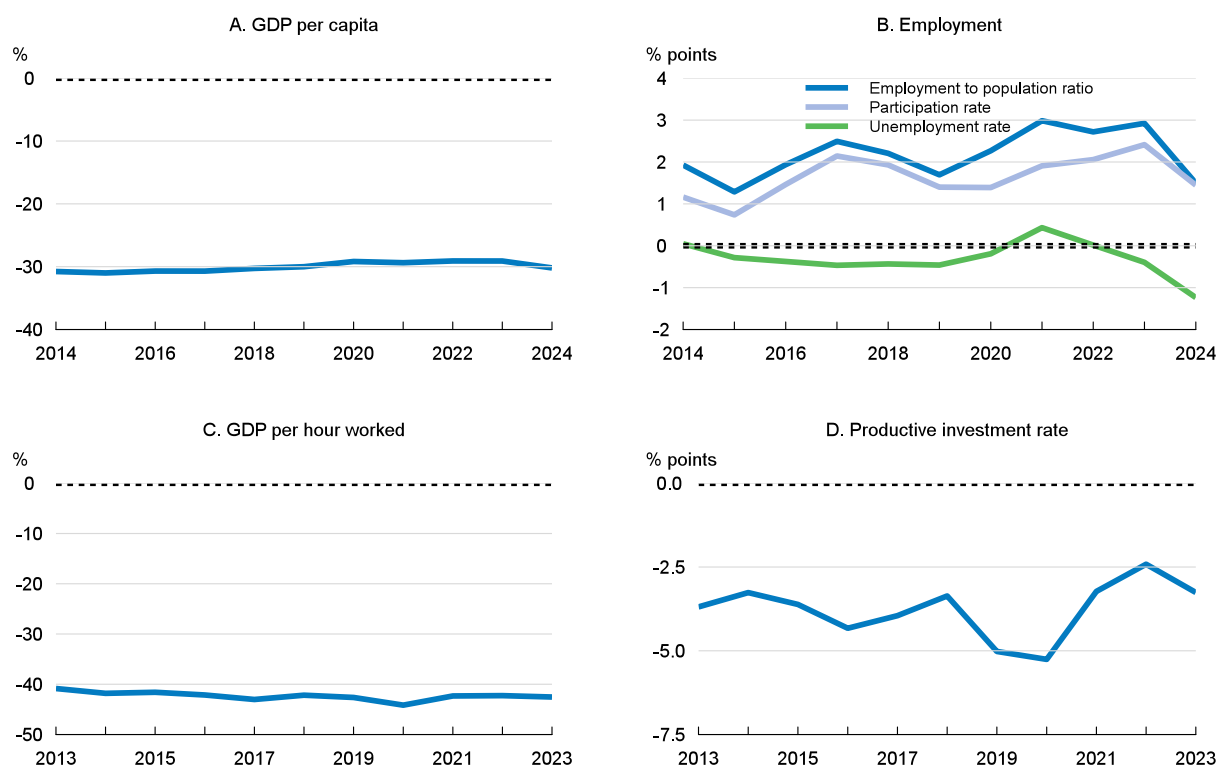 A. GDP per capita
%
0
-10
-20
-30
-40
2014 2016 2018 2020 2022 2024
B. Employment
% points
4
3
2
1
0
-1
-2
Employment to population ratio
Participation rate
Unemployment rate
2014 2016 2018 2020 2022 2024
C. GDP per hour worked
%
0
-10
-20
-30
-40
-50
2013 2015 2017 2019 2021 2023
D. Productive investment rate
% points
0.0
-2.5
-5.0
-7.5
2013 2015 2017 2019 2021 2023